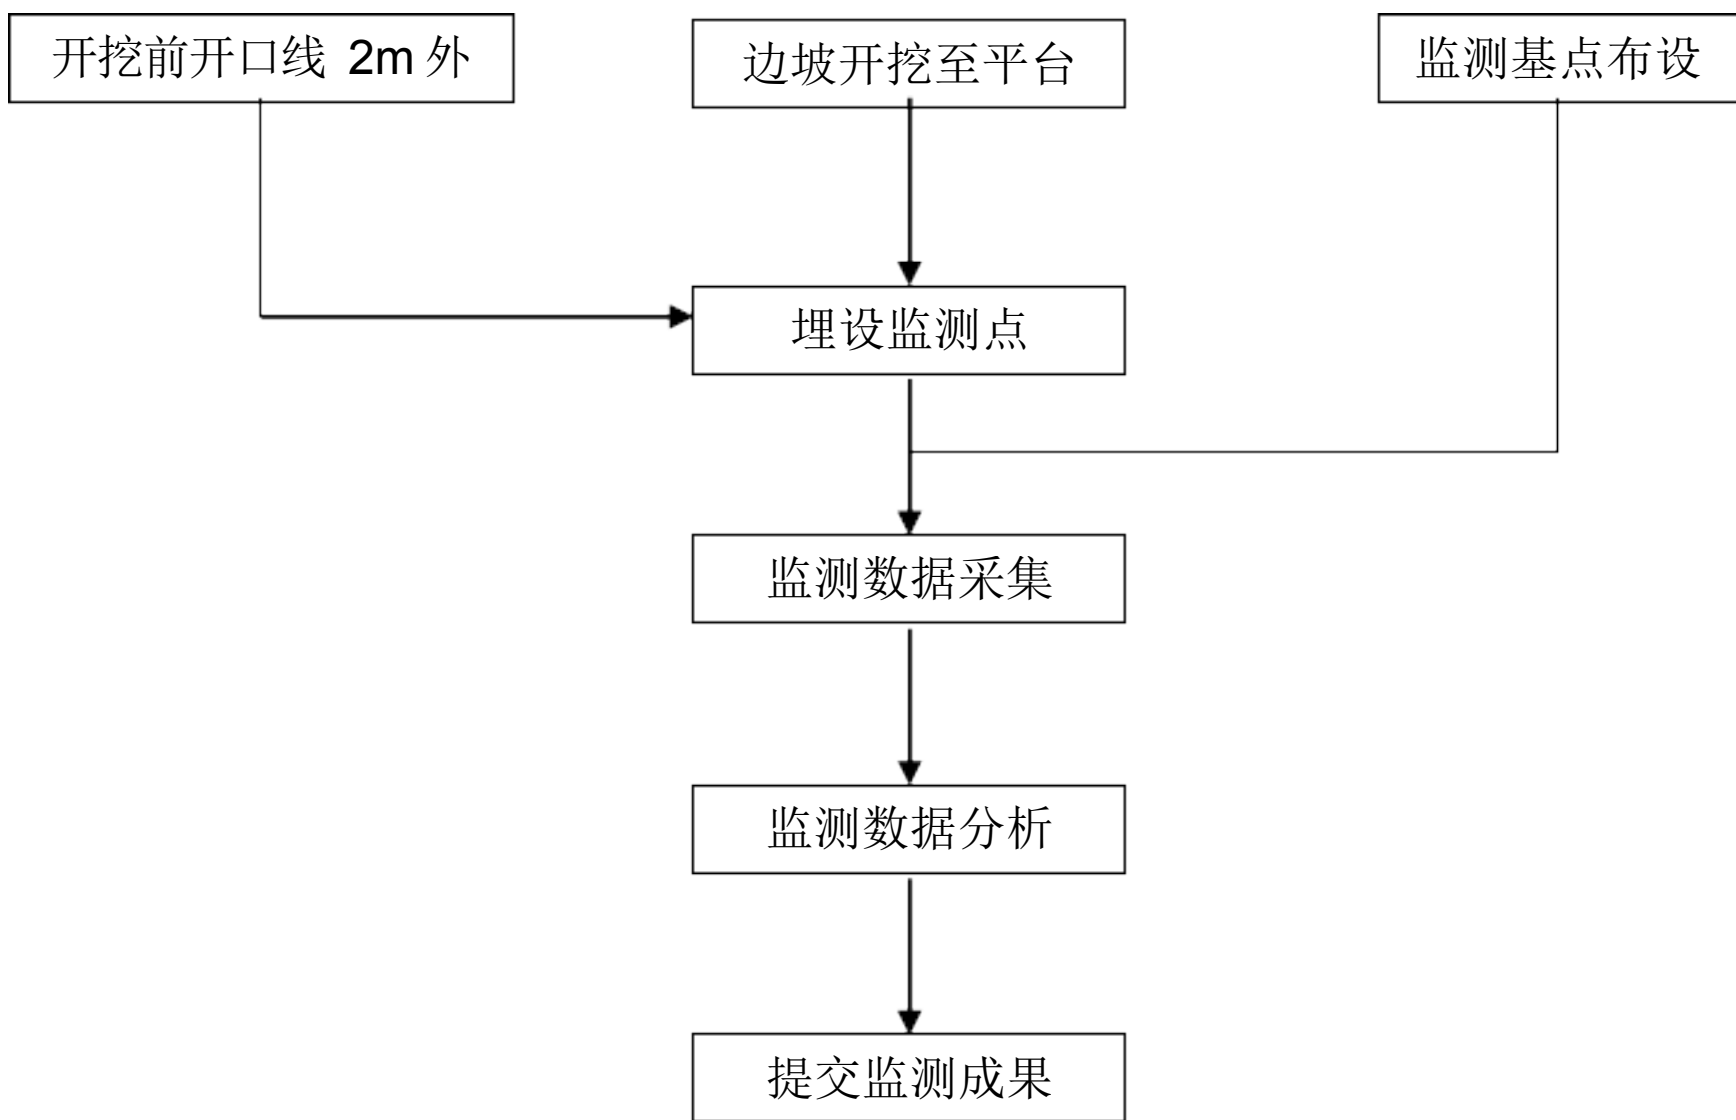 开挖前开口线 2m 外
边坡开挖至平台
监测基点布设
埋设监测点
监测数据采集
监测数据分析
提交监测成果